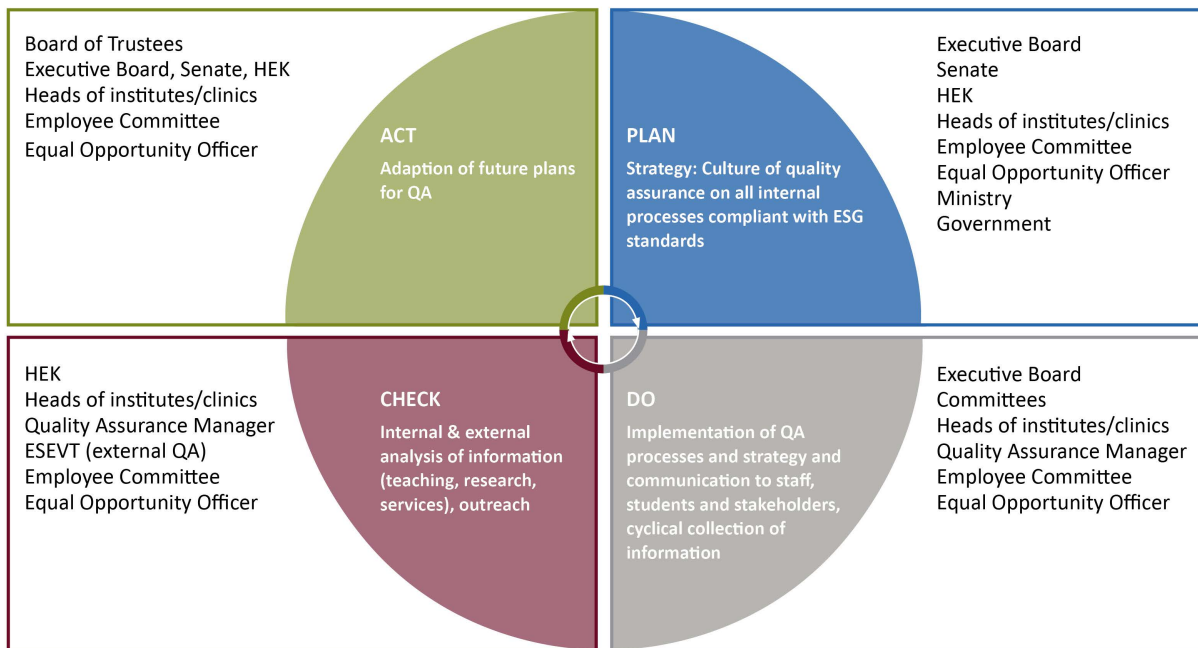 Board of Trustees
Executive Board, Senate, HEK
Heads of institutes/clinics
Employee Committee
Equal Opportunity Officer
ACT
Adaption of future plans
for QA
PLAN
Strategy: Culture of quality
assurance on all internal
processes compliant with ESG
standards
Executive Board
Senate
HEK
Heads of institutes/clinics
Employee Committee
Equal Opportunity Officer
Ministry
Government
HEK
Heads of institutes/clinics
Quality Assurance Manager
ESEVT (external QA)
Employee Committee
Equal Opportunity Officer
CHECK
Internal & external
analysis of information
(teaching, research,
services), outreach
DO
Implementation of QA
processes and strategy and
communication to staff,
students and stakeholders,
cyclical collection of
information
Executive Board
Committees
Heads of institutes/clinics
Quality Assurance Manager
Employee Committee
Equal Opportunity Officer